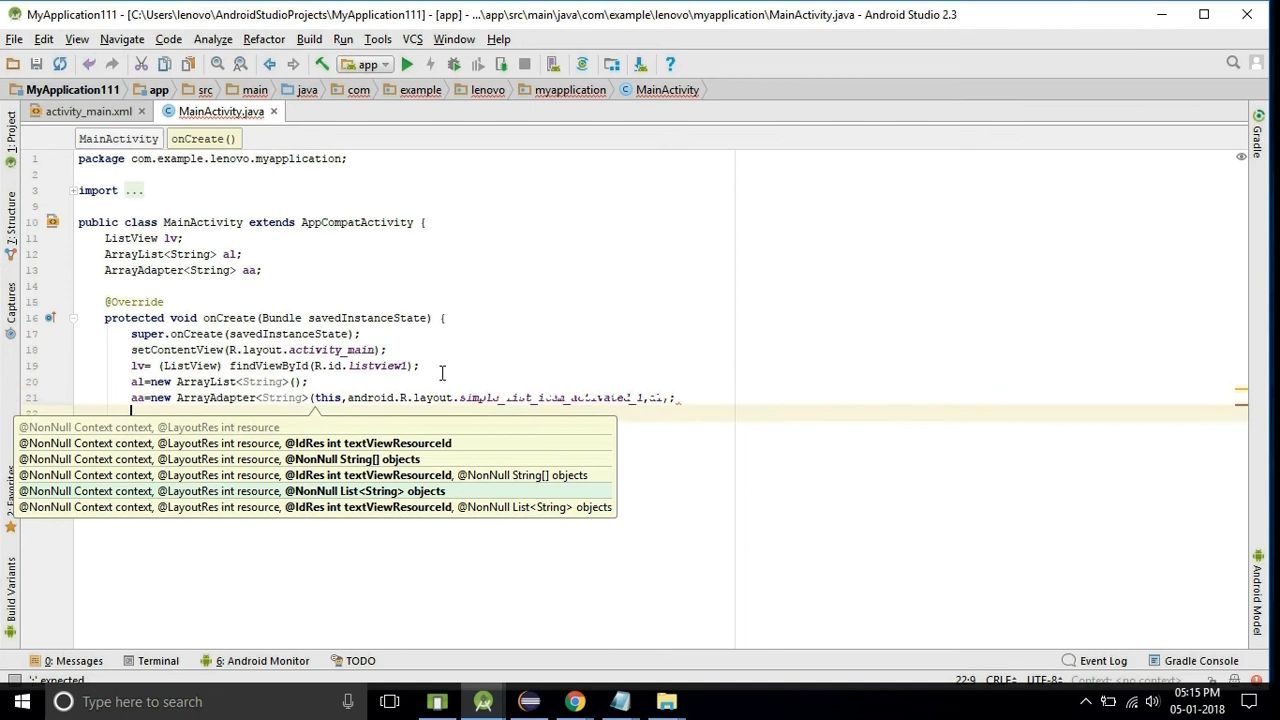 MyApplication111 - [C:\Users\lenovo\AndroidStudioProjects\MyApplication111] - [app] - ...\app\src\main\java\com\example\lenovo\myapplication\MainActivity.java - Android Studio 2.3
File Edit View Navigate Code Analyze Refactor Build Run Tools VCS Window Help
app
MyApplication111 app src main java com example lenovo myapplication MainActivity
activity_main.xml MainActivity.java
MainActivity onCreate()
1 package com.example.lenovo.myapplication;
2
3 import ...
9
10 public class MainActivity extends AppCompatActivity {
11 ListView lv;
12 ArrayList<String> al;
13 ArrayAdapter<String> aa;
14
15 @Override
16 protected void onCreate(Bundle savedInstanceState) {
17 super.onCreate(savedInstanceState);
18 setContentView(R.layout.activity_main);
19 lv= (ListView) findViewById(R.id.Listview1);
20 al=new ArrayList<String>();
21 aa=new ArrayAdapter<String>(this,android.R.layout.simple_list_item_activated_1,
22
@NonNull Context context, @LayoutRes int resource
@NonNull Context context, @LayoutRes int resource, @IdRes int textViewResourceId
@NonNull Context context, @LayoutRes int resource, @NonNull String[] objects
@NonNull Context context, @LayoutRes int resource, @IdRes int textViewResourceId, @NonNull String[] objects
@NonNull Context context, @LayoutRes int resource, @NonNull List<String> objects
@NonNull Context context, @LayoutRes int resource, @IdRes int textViewResourceId, @NonNull List<String> objects
1: Project
7: Structure
Captures
2: Favorites
Build Variants
Gradle
Android Model
0: Messages Terminal 6: Android Monitor TODO Event Log Gradle Console
expected 22:9 CRLF÷ UTF-8÷ Context: <no context>
Type here to search
05:15 PM
05-01-2018